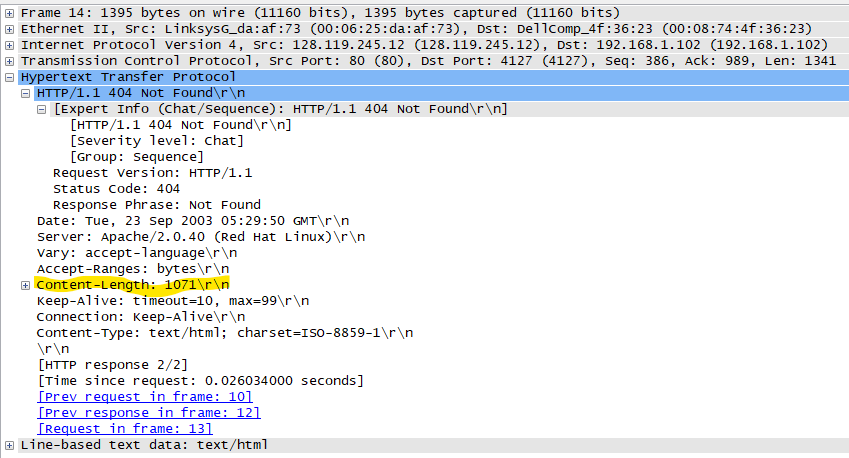 Frame 14: 1395 bytes on wire (11160 bits), 1395 bytes captured (11160 bits)
Ethernet II, Src: LinksysG_da:af:73 (00:06:25:da:af:73), Dst: DellComp_4f:36:23 (00:08:74:4f:36:23)
Internet Protocol Version 4, Src: 128.119.245.12 (128.119.245.12), Dst: 192.168.1.102 (192.168.1.102)
Transmission Control Protocol, Src Port: 80 (80), Dst Port: 4127 (4127), Seq: 386, Ack: 989, Len: 1341
Hypertext Transfer Protocol
HTTP/1.1 404 Not Found\r\n
[Expert Info (Chat/Sequence): HTTP/1.1 404 Not Found\r\n]
[HTTP/1.1 404 Not Found\r\n]
[Severity level: Chat]
[Group: Sequence]
Request Version: HTTP/1.1
Status Code: 404
Response Phrase: Not Found
Date: Tue, 23 Sep 2003 05:29:50 GMT\r\n
Server: Apache/2.0.40 (Red Hat Linux)\r\n
Vary: accept-language\r\n
Accept-Ranges: bytes\r\n
Content-Length: 1071\r\n
Keep-Alive: timeout=10, max=99\r\n
Connection: Keep-Alive\r\n
Content-Type: text/html; charset=ISO-8859-1\r\n
\r\n
[HTTP response 2/2]
[Time since request: 0.026034000 seconds]
[Prev request in frame: 10]
[Prev response in frame: 12]
[Request in frame: 13]
Line-based text data: text/html